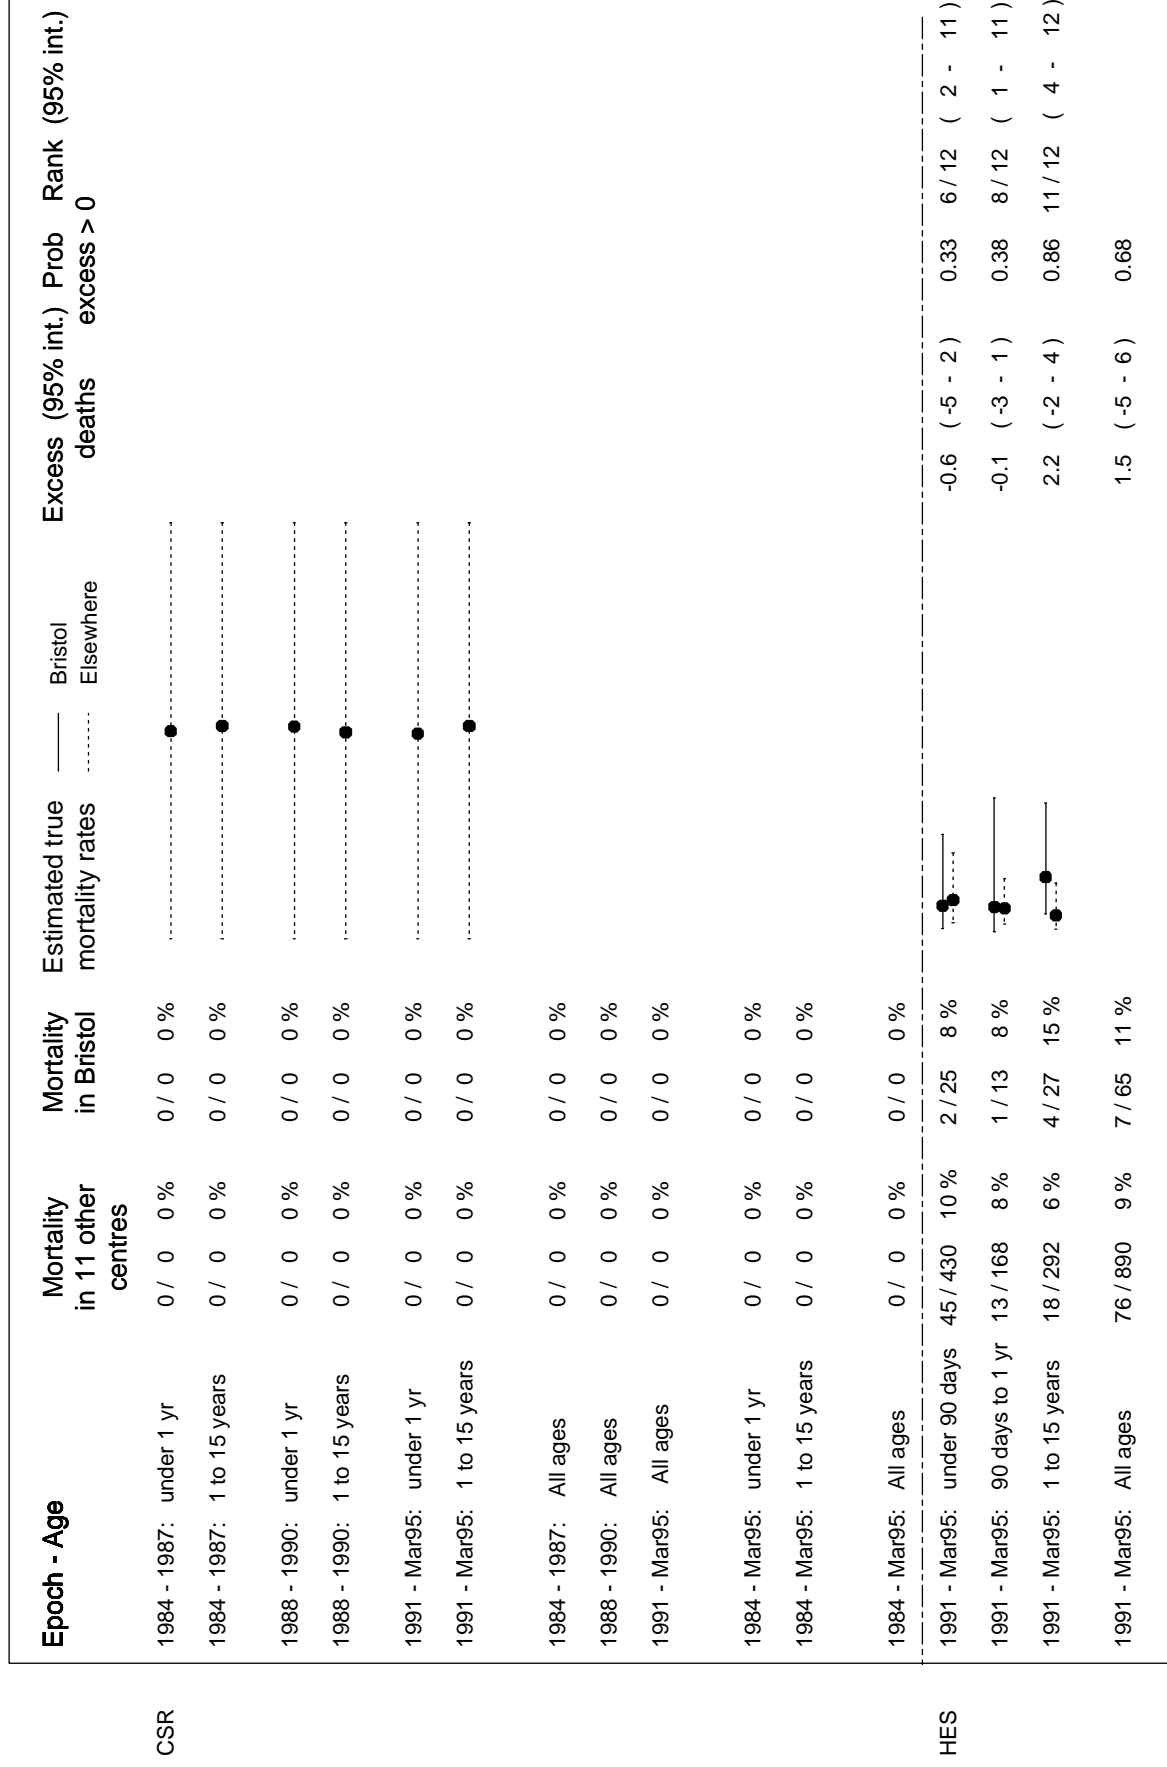 Epoch - Age Mortality in 11 other centres Mortality in Bristol Estimated true mortality rates Bristol Elsewhere Excess (95% int.) deaths Prob excess > 0 Rank (95% int.)
CSR
1984 - 1987: under 1 yr 0 / 0 0 % 0 / 0 0 %
1984 - 1987: 1 to 15 years 0 / 0 0 % 0 / 0 0 %
1988 - 1990: under 1 yr 0 / 0 0 % 0 / 0 0 %
1988 - 1990: 1 to 15 years 0 / 0 0 % 0 / 0 0 %
1991 - Mar95: under 1 yr 0 / 0 0 % 0 / 0 0 %
1991 - Mar95: 1 to 15 years 0 / 0 0 % 0 / 0 0 %
1984 - 1987: All ages 0 / 0 0 % 0 / 0 0 %
1988 - 1990: All ages 0 / 0 0 % 0 / 0 0 %
1991 - Mar95: All ages 0 / 0 0 % 0 / 0 0 %
1984 - Mar95: under 1 yr 0 / 0 0 % 0 / 0 0 %
1984 - Mar95: 1 to 15 years 0 / 0 0 % 0 / 0 0 %
1984 - Mar95: All ages 0 / 0 0 % 0 / 0 0 %
HES
1991 - Mar95: under 90 days 45 / 430 10 % 2 / 25 8 % -0.6 ( -5 - 2 ) 0.33 6 / 12 ( 2 - 11 )
1991 - Mar95: 90 days to 1 yr 13 / 168 8 % 1 / 13 8 % -0.1 ( -3 - 1 ) 0.38 8 / 12 ( 1 - 11 )
1991 - Mar95: 1 to 15 years 18 / 292 6 % 4 / 27 15 % 2.2 ( -2 - 4 ) 0.86 11 / 12 ( 4 - 12 )
1991 - Mar95: All ages 76 / 890 9 % 7 / 65 11 % 1.5 ( -5 - 6 ) 0.68